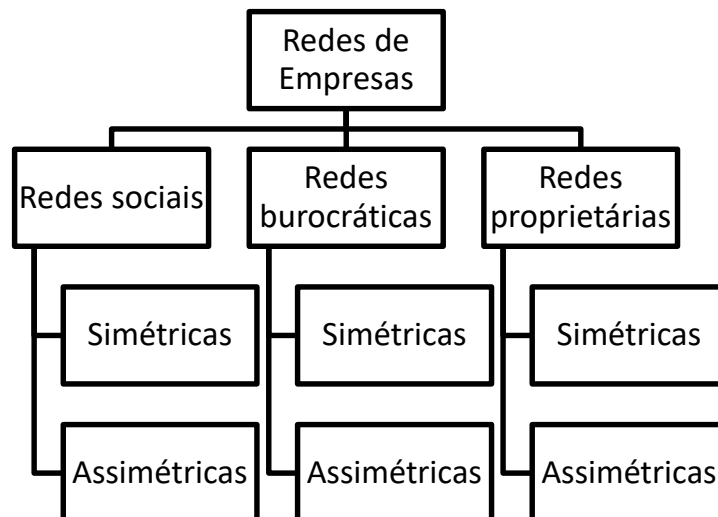 Redes de
Empresas
Redes sociais
Redes
burocráticas
Redes
proprietárias
Simétricas
Simétricas
Simétricas
Assimétricas
Assimétricas
Assimétricas